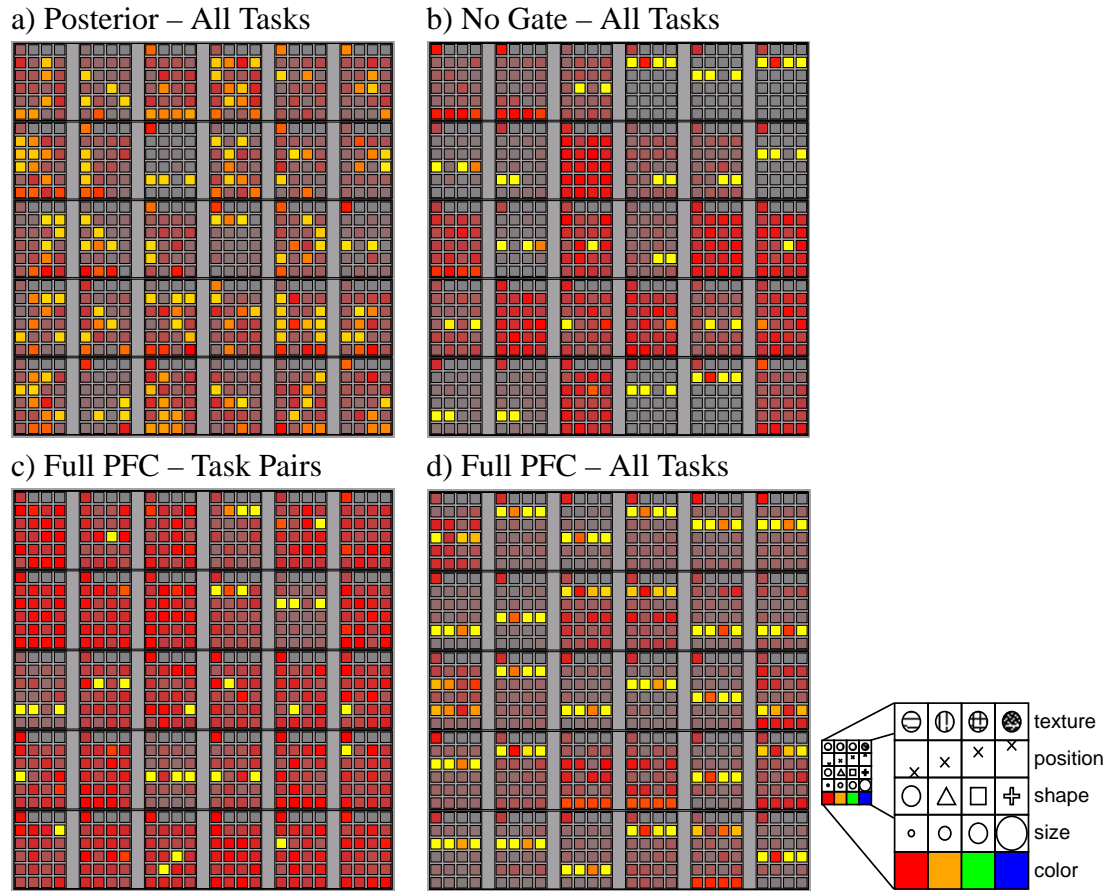 a) Posterior – All Tasks
b) No Gate – All Tasks
c) Full PFC – Task Pairs
d) Full PFC – All Tasks
texture
position
shape
size
color